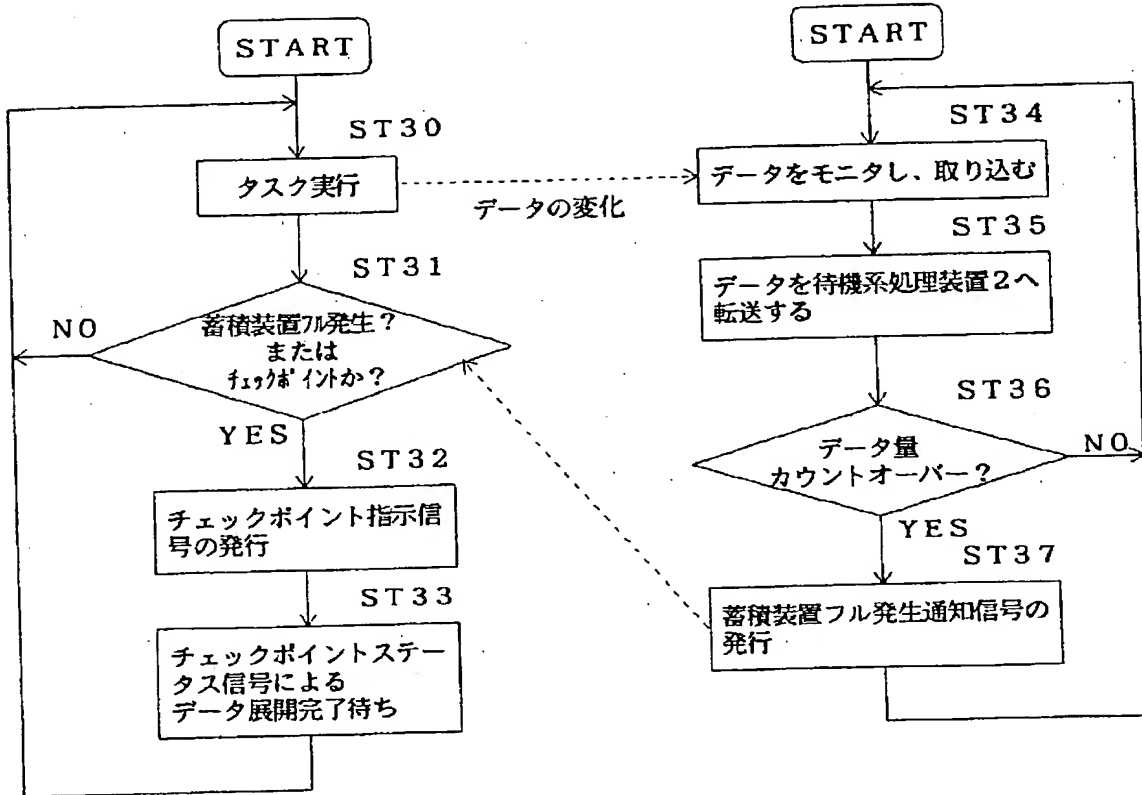 START
ST30
タスク実行
データの変化
ST31
蓄積装置フル発生?
または
チェックポイントか?
NO
YES
ST32
チェックポイント指示信
号の発行
ST33
チェックポイントステー
タス信号による
データ展開完了待ち
START
ST34
データをモニタし、取り込む
ST35
データを待機系処理装置2へ
転送する
ST36
データ量
カウントオーバー?
NO
YES
ST37
蓄積装置フル発生通知信号の
発行